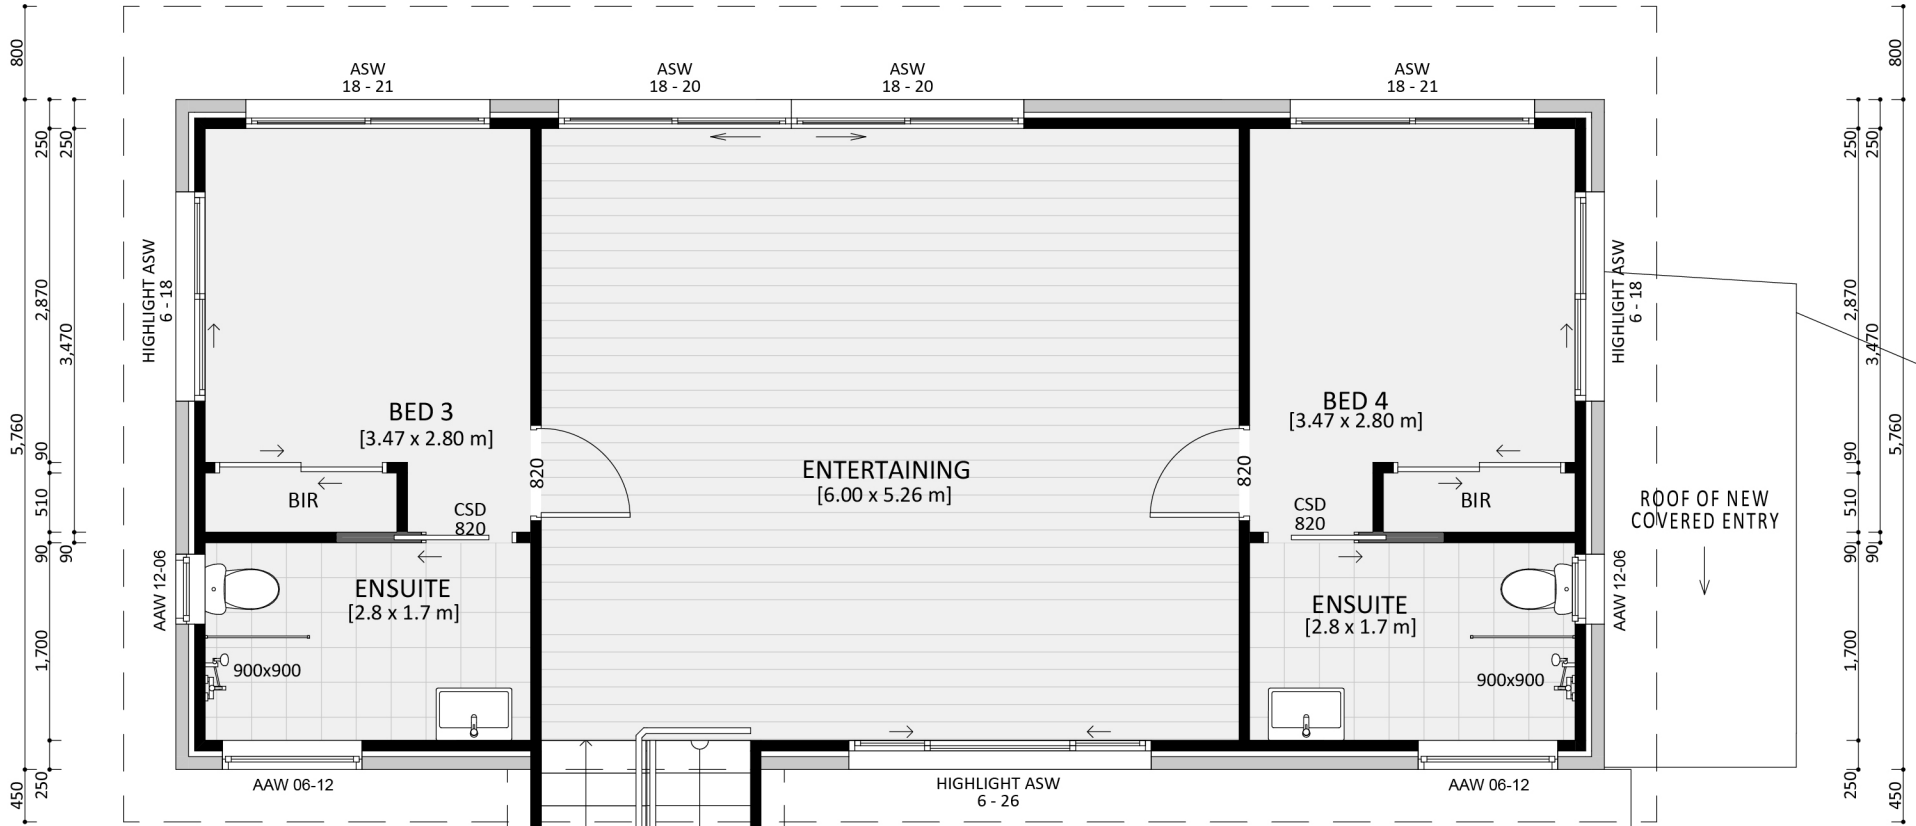 800
250
250
2,870
3,470
5,760
90
510
90
90
1,700
250
450
ASW
18 - 21
ASW
18 - 20
ASW
18 - 20
ASW
18 - 21
HIGHLIGHT ASW
6 - 18
BED 3
[3.47 x 2.80 m]
BIR
CSD
820
820
ENTERTAINING
[6.00 x 5.26 m]
820
BED 4
[3.47 x 2.80 m]
CSD
820
BIR
HIGHLIGHT ASW
6 - 18
ROOF OF NEW
COVERED ENTRY
AAW 12-06
ENSUITE
[2.8 x 1.7 m]
900x900
ENSUITE
[2.8 x 1.7 m]
900x900
AAW 12-06
AAW 06-12
HIGHLIGHT ASW
6 - 26
AAW 06-12
800
250
250
2,870
3,470
5,760
90
510
90
90
1,700
250
450